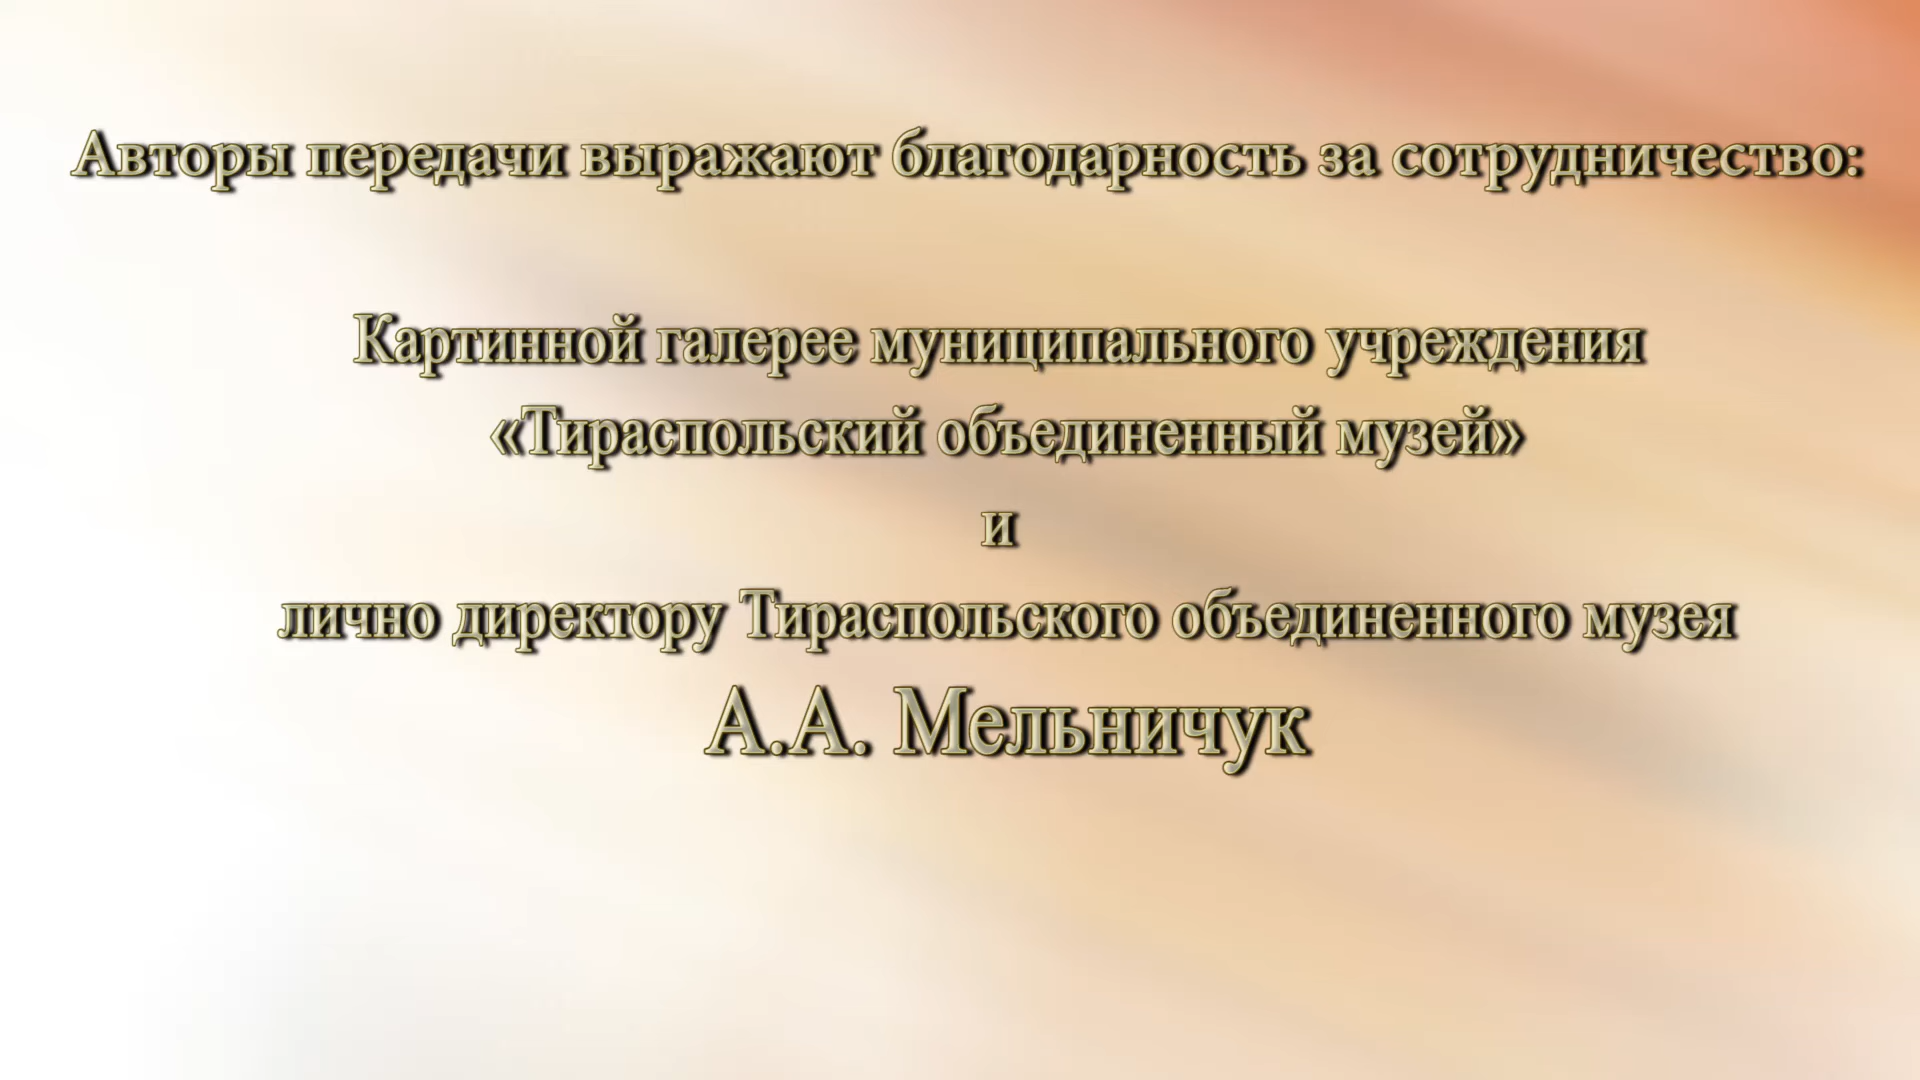 Авторы передачи выражают благодарность за сотрудничество:
Картинной галерее муниципального учреждения
«Тираспольский объединенный музей»
и
лично директору Тираспольского объединенного музея
А.А. Мельничук